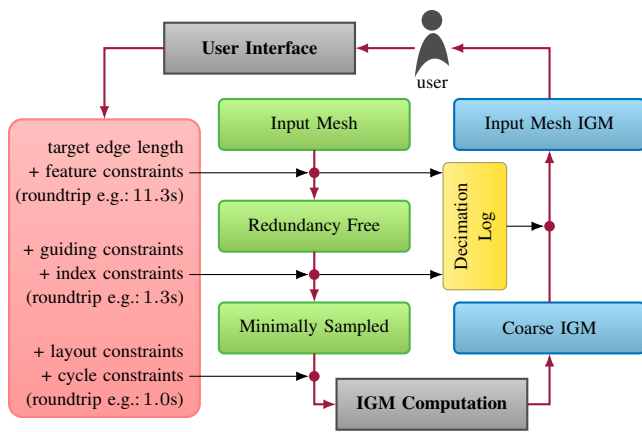 User Interface
user
target edge length
+ feature constraints
(roundtrip e.g.: 11.3s)
+ guiding constraints
+ index constraints
(roundtrip e.g.: 1.3s)
+ layout constraints
+ cycle constraints
(roundtrip e.g.: 1.0s)
Input Mesh
Redundancy Free
Minimally Sampled
IGM Computation
Decimation
Log
Input Mesh IGM
Coarse IGM